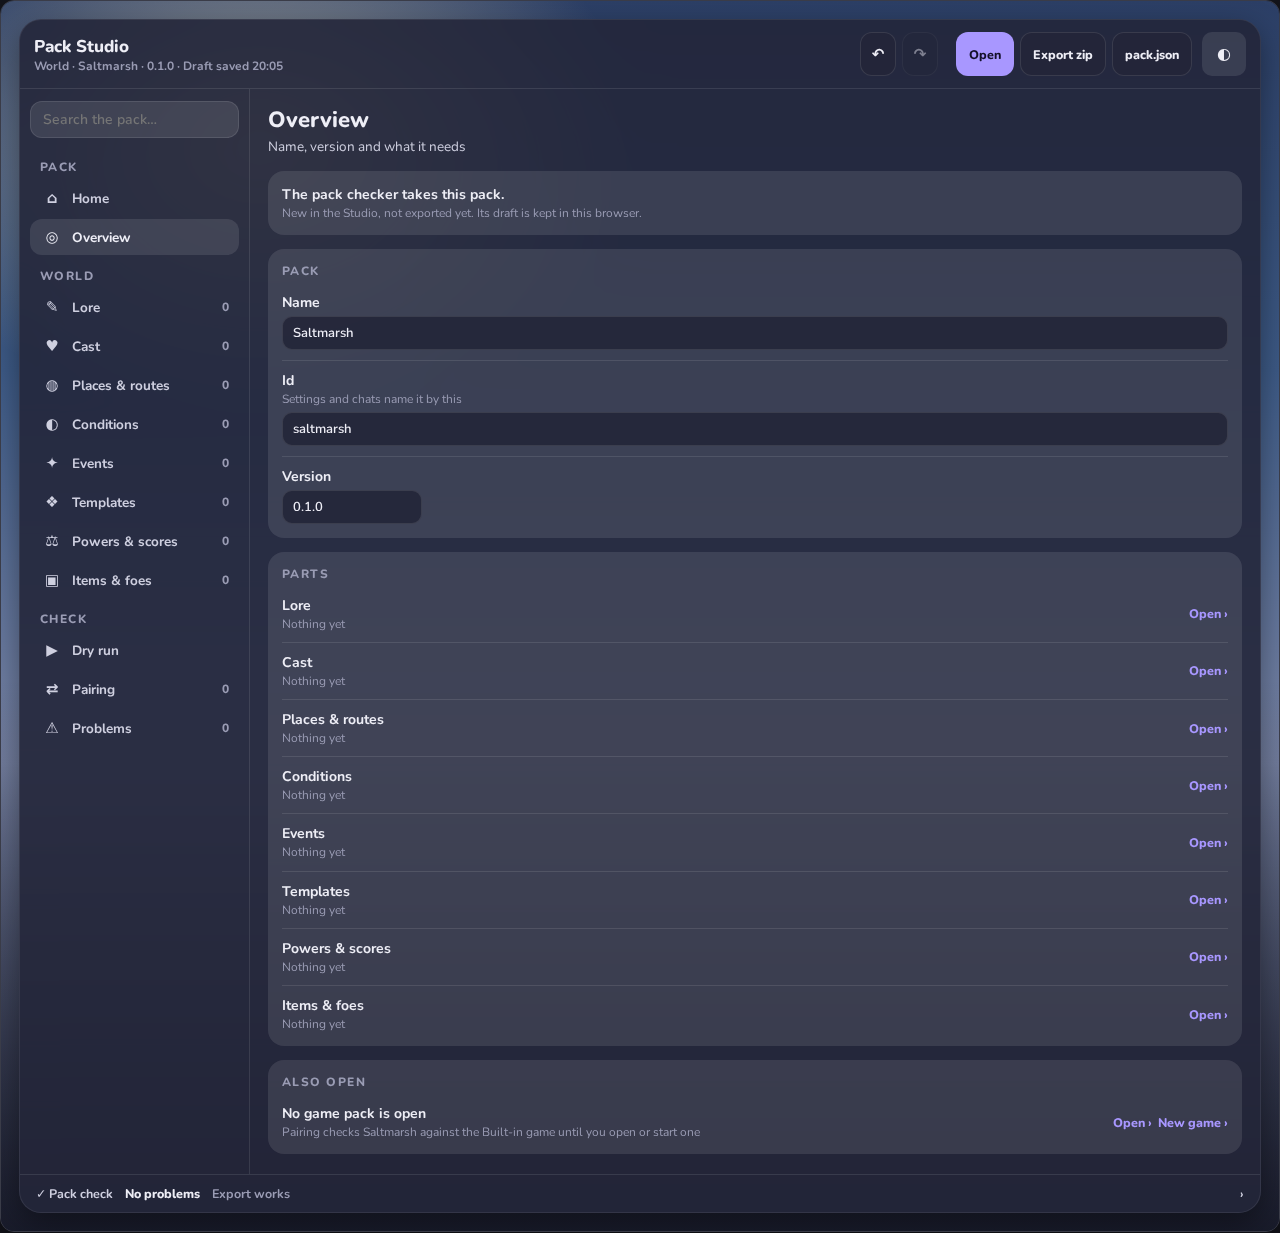 Pack Studio
World · Saltmarsh · 0.1.0 · Draft saved 20:05
Open
Export zip
pack.json
Search the pack...
PACK
Home
Overview
WORLD
Lore 0
Cast 0
Places & routes 0
Conditions 0
Events 0
Templates 0
Powers & scores 0
Items & foes 0
CHECK
Dry run
Pairing 0
Problems 0
Overview
Name, version and what it needs
The pack checker takes this pack.
New in the Studio, not exported yet. Its draft is kept in this browser.
PACK
Name
Saltmarsh
Id
Settings and chats name it by this
saltmarsh
Version
0.1.0
PARTS
Lore
Nothing yet
Open ›
Cast
Nothing yet
Open ›
Places & routes
Nothing yet
Open ›
Conditions
Nothing yet
Open ›
Events
Nothing yet
Open ›
Templates
Nothing yet
Open ›
Powers & scores
Nothing yet
Open ›
Items & foes
Nothing yet
Open ›
ALSO OPEN
No game pack is open
Pairing checks Saltmarsh against the Built-in game until you open or start one
Open › New game ›
✓ Pack check No problems Export works ›